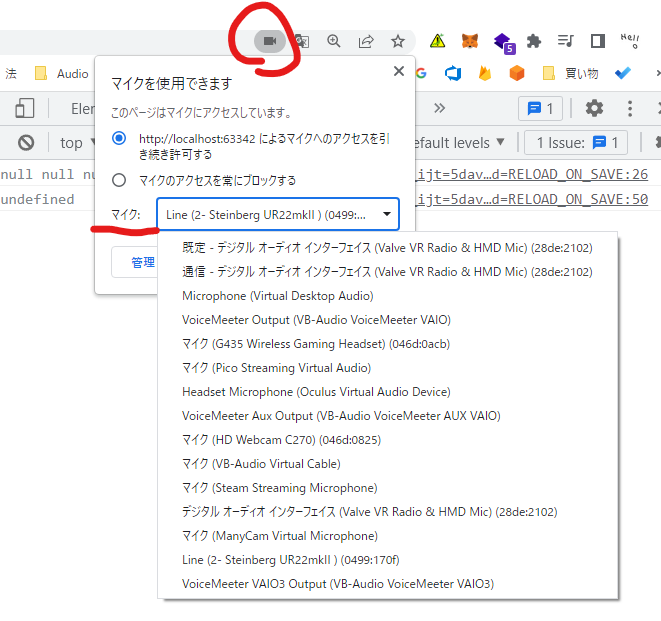 Hello
5
法 Audio
買い物
マイクを使用できます
このページはマイクにアクセスしています。
http://localhost:63342 によるマイクへのアクセスを引
き続き許可する
マイクのアクセスを常にブロックする
マイク: Line (2- Steinberg UR22mkII ) (0499:...
管理
Elem
1
top
efault levels
1 Issue: 1
null null nu
_ijt=5dav…d=RELOAD_ON_SAVE:26
undefined
_ijt=5dav…d=RELOAD_ON_SAVE:50
既定 - デジタル オーディオ インターフェイス (Valve VR Radio & HMD Mic) (28de:2102)
通信 - デジタル オーディオ インターフェイス (Valve VR Radio & HMD Mic) (28de:2102)
Microphone (Virtual Desktop Audio)
VoiceMeeter Output (VB-Audio VoiceMeeter VAIO)
マイク (G435 Wireless Gaming Headset) (046d:0acb)
マイク (Pico Streaming Virtual Audio)
Headset Microphone (Oculus Virtual Audio Device)
VoiceMeeter Aux Output (VB-Audio VoiceMeeter AUX VAIO)
マイク (HD Webcam C270) (046d:0825)
マイク (VB-Audio Virtual Cable)
マイク (Steam Streaming Microphone)
デジタル オーディオ インターフェイス (Valve VR Radio & HMD Mic) (28de:2102)
マイク (ManyCam Virtual Microphone)
Line (2- Steinberg UR22mkII ) (0499:170f)
VoiceMeeter VAIO3 Output (VB-Audio VoiceMeeter VAIO3)